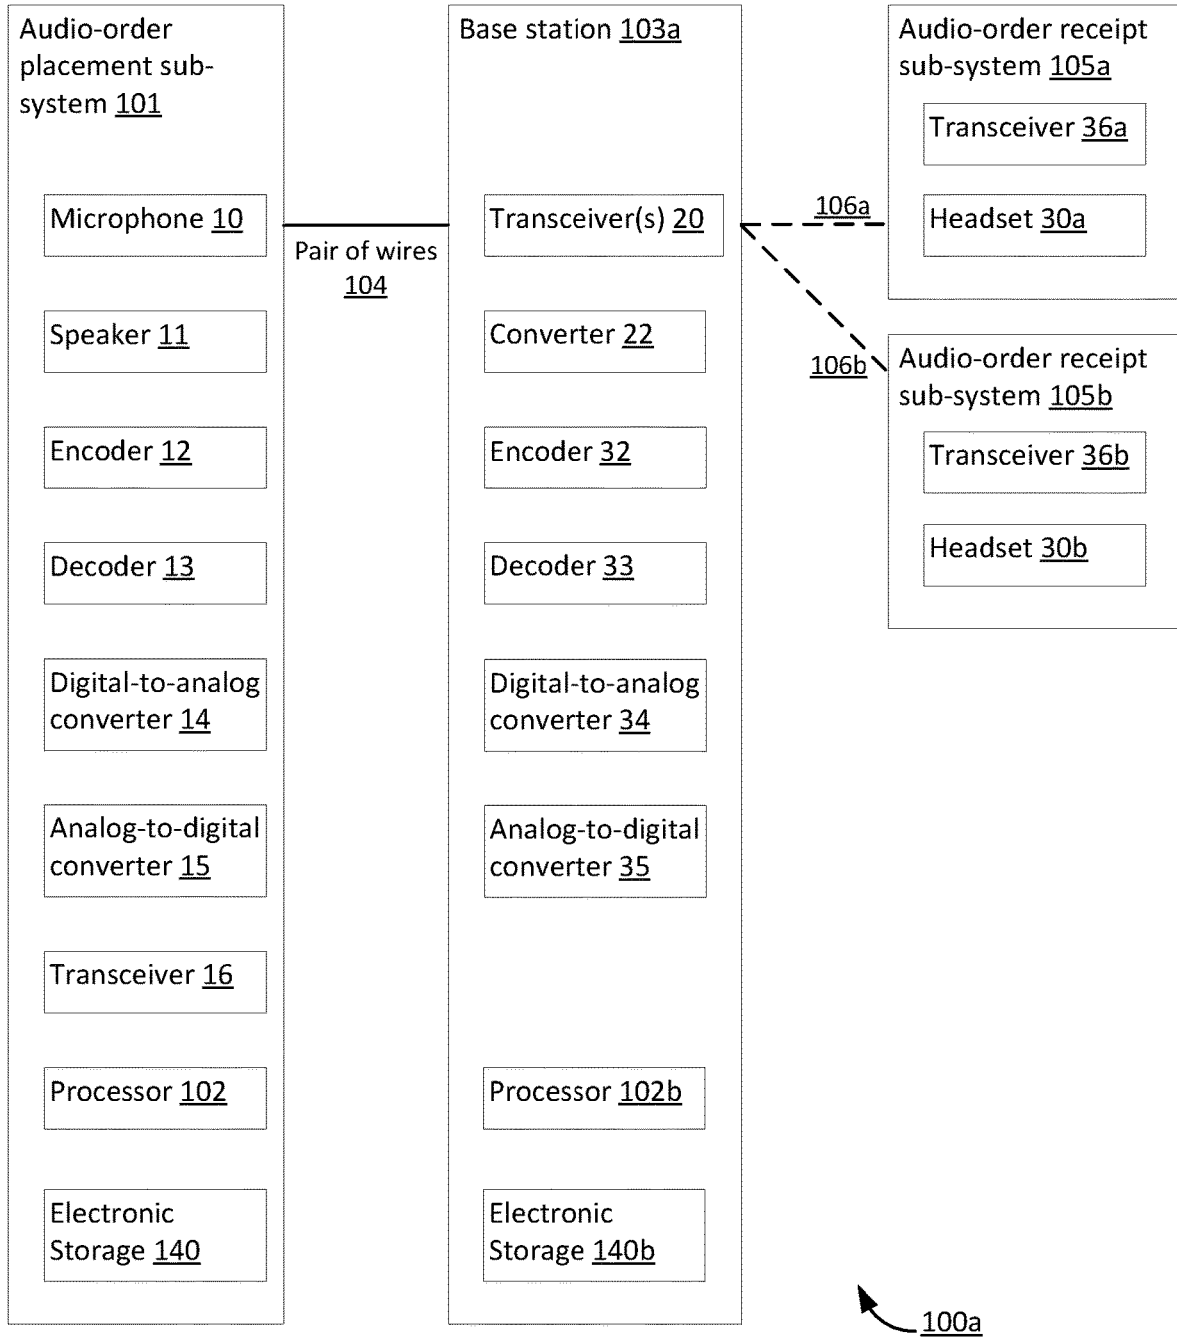 Audio-order
placement sub-
system 101
Microphone 10
Speaker 11
Encoder 12
Decoder 13
Digital-to-analog
converter 14
Analog-to-digital
converter 15
Transceiver 16
Processor 102
Electronic
Storage 140
Pair of wires
104
Base station 103a
Transceiver(s) 20
Converter 22
Encoder 32
Decoder 33
Digital-to-analog
converter 34
Analog-to-digital
converter 35
Processor 102b
Electronic
Storage 140b
106a
106b
Audio-order receipt
sub-system 105a
Transceiver 36a
Headset 30a
Audio-order receipt
sub-system 105b
Transceiver 36b
Headset 30b
100a